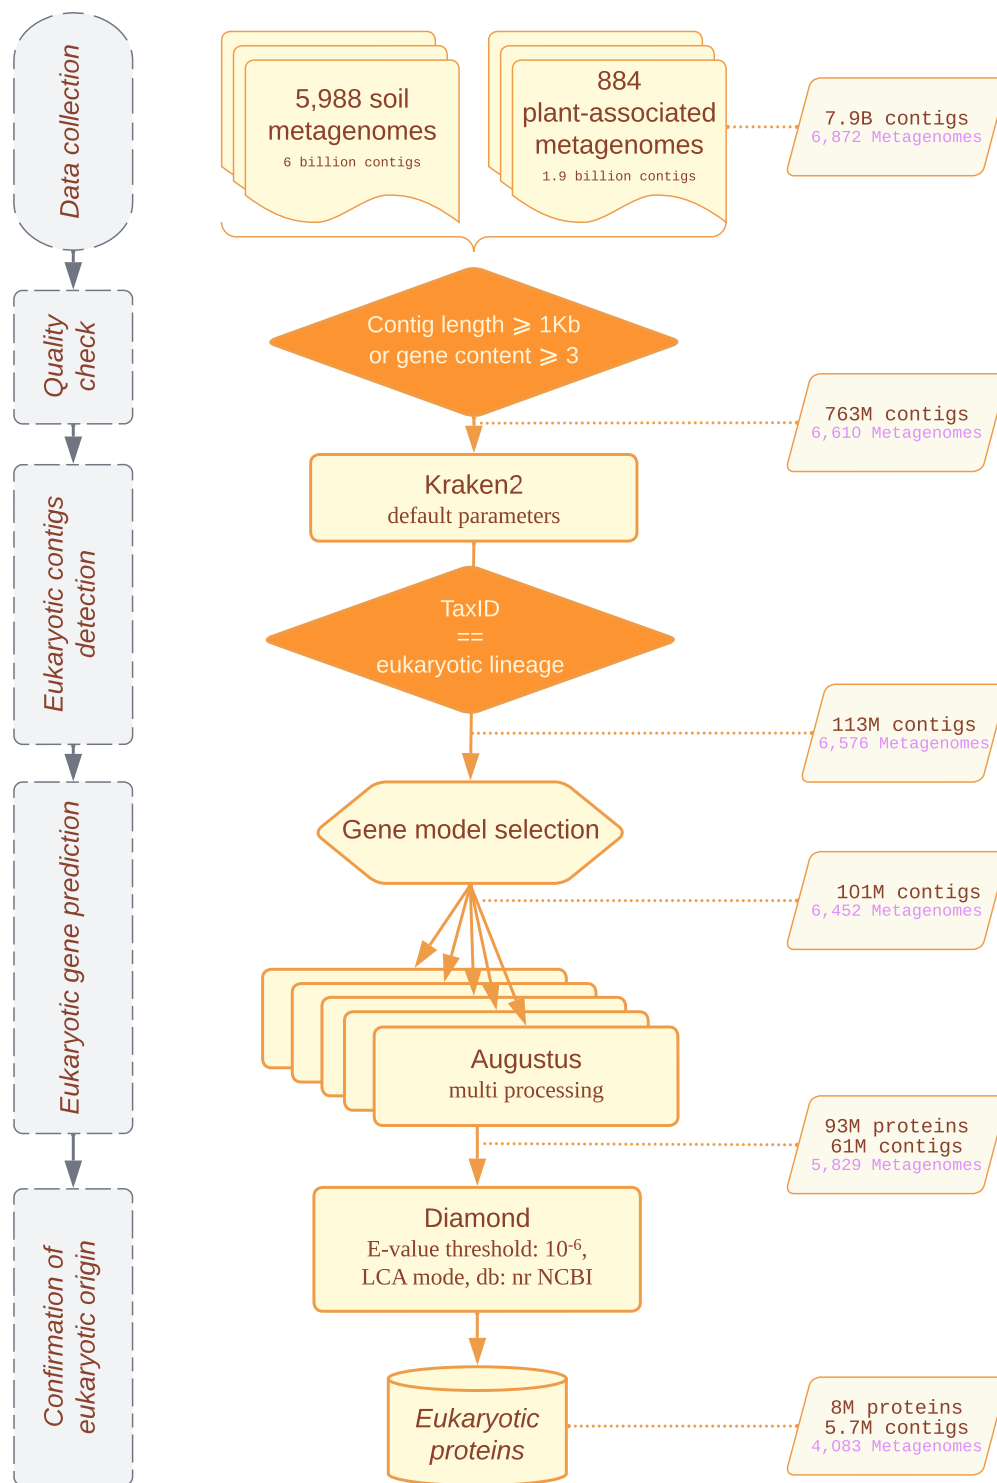 Data collection
5,988 soil
metagenomes
6 billion contigs
884
plant-associated
metagenomes
1.9 billion contigs
7.9B contigs
6,872 Metagenomes
Quality
check
Contig length ⩾ 1Kb
or gene content ⩾ 3
763M contigs
6,610 Metagenomes
Eukaryotic contigs
detection
Kraken2
default parameters
TaxID
==
eukaryotic lineage
113M contigs
6,576 Metagenomes
Eukaryotic gene prediction
Gene model selection
101M contigs
6,452 Metagenomes
Augustus
multi processing
93M proteins
61M contigs
5,829 Metagenomes
Confirmation of
eukaryotic origin
Diamond
E-value threshold: 10⁻⁶,
LCA mode, db: nr NCBI
Eukaryotic
proteins
8M proteins
5.7M contigs
4,083 Metagenomes